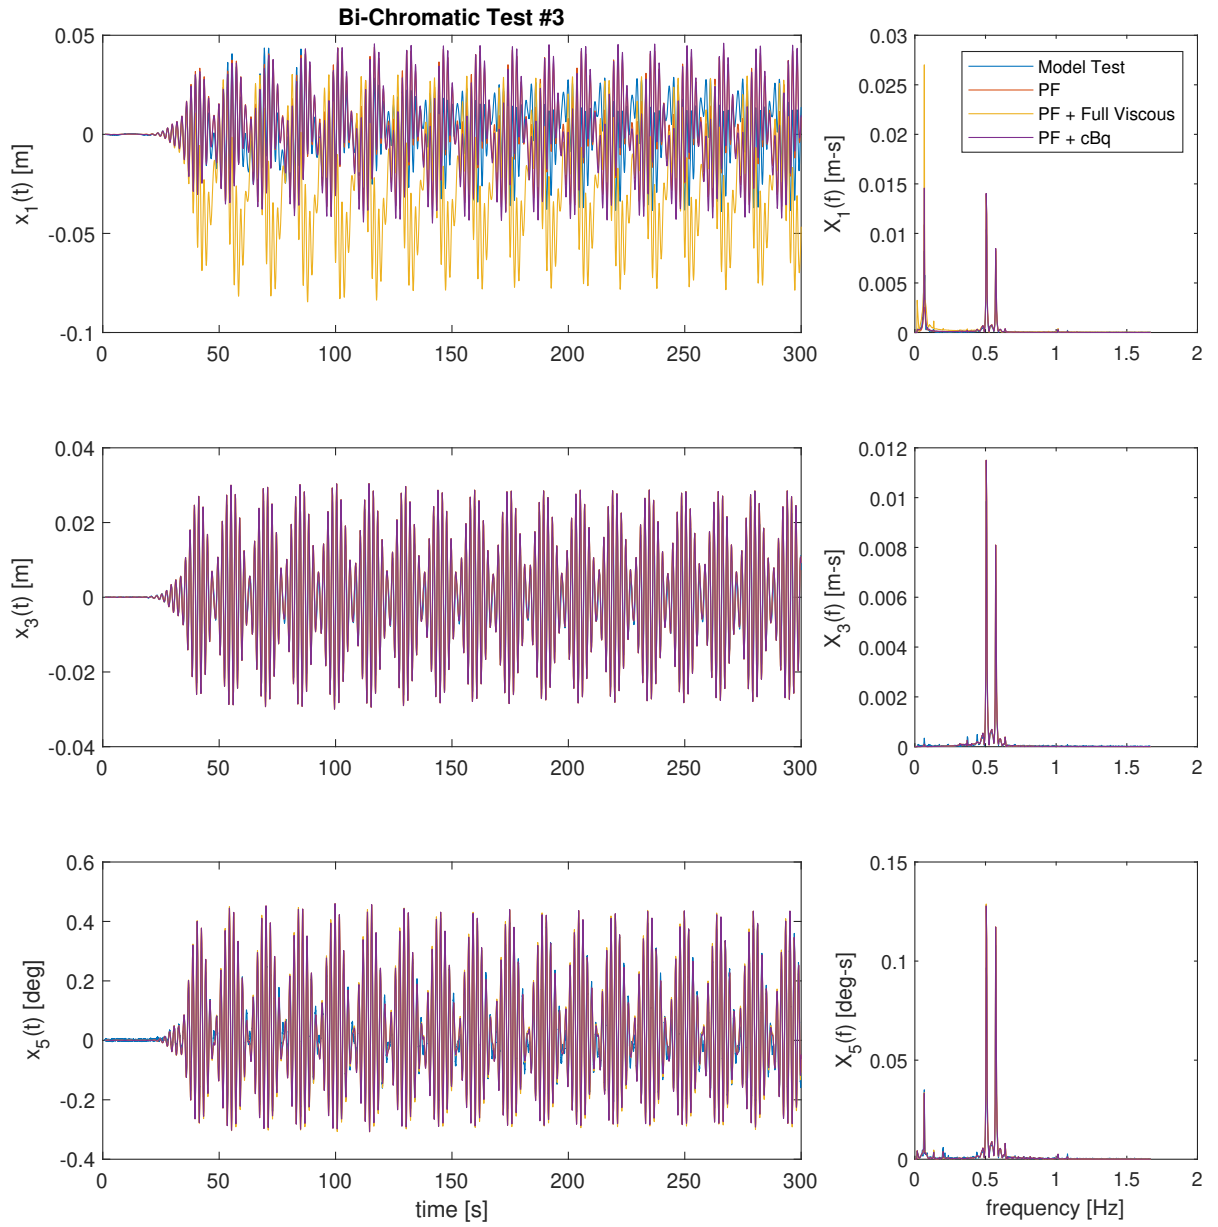 Bi-Chromatic Test #3
0.05
0
-0.05
-0.1
x1(t) [m]
0 50 100 150 200 250 300
0.03
0.025
0.02
0.015
0.01
0.005
0
X1(f) [m-s]
0 0.5 1 1.5 2
Model Test
PF
PF + Full Viscous
PF + cBq
0.04
0.02
0
-0.02
-0.04
x3(t) [m]
0 50 100 150 200 250 300
0.012
0.01
0.008
0.006
0.004
0.002
0
X3(f) [m-s]
0 0.5 1 1.5 2
0.6
0.4
0.2
0
-0.2
-0.4
x5(t) [deg]
0 50 100 150 200 250 300
time [s]
0.15
0.1
0.05
0
X5(f) [deg-s]
0 0.5 1 1.5 2
frequency [Hz]